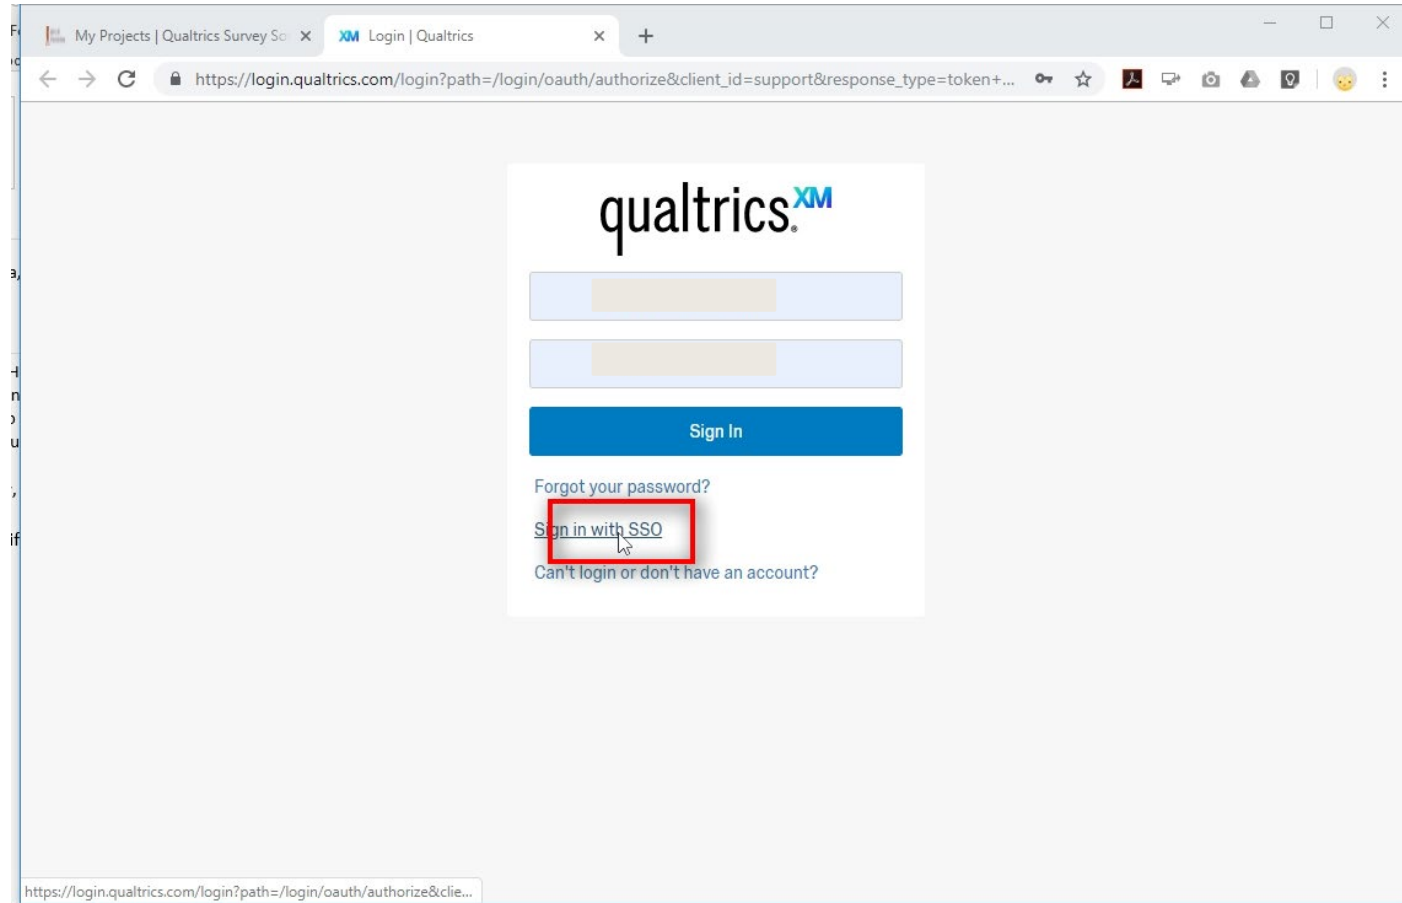 My Projects | Qualtrics Survey So
XM Login | Qualtrics
https://login.qualtrics.com/login?path=/login/oauth/authorize&client_id=support&response_type=token+...
qualtrics.XM
Sign In
Forgot your password?
Sign in with SSO
Can't login or don't have an account?
https://login.qualtrics.com/login?path=/login/oauth/authorize&clie...